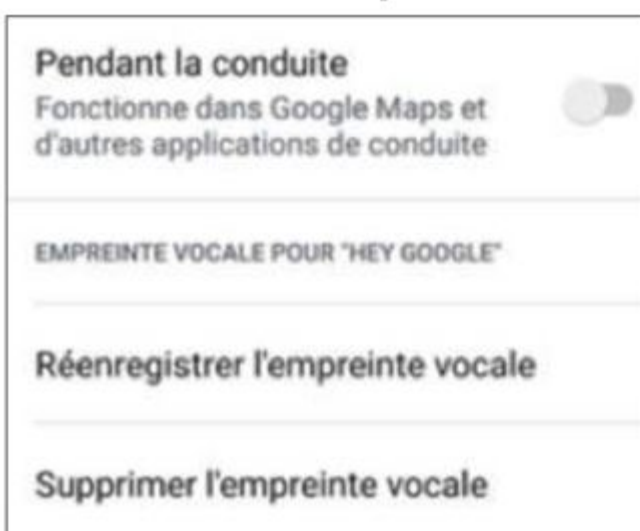 Pendant la conduite
Fonctionne dans Google Maps et
d'autres applications de conduite
EMPREINTE VOCALE POUR "HEY GOOGLE"
Réenregistrer l'empreinte vocale
Supprimer l'empreinte vocale